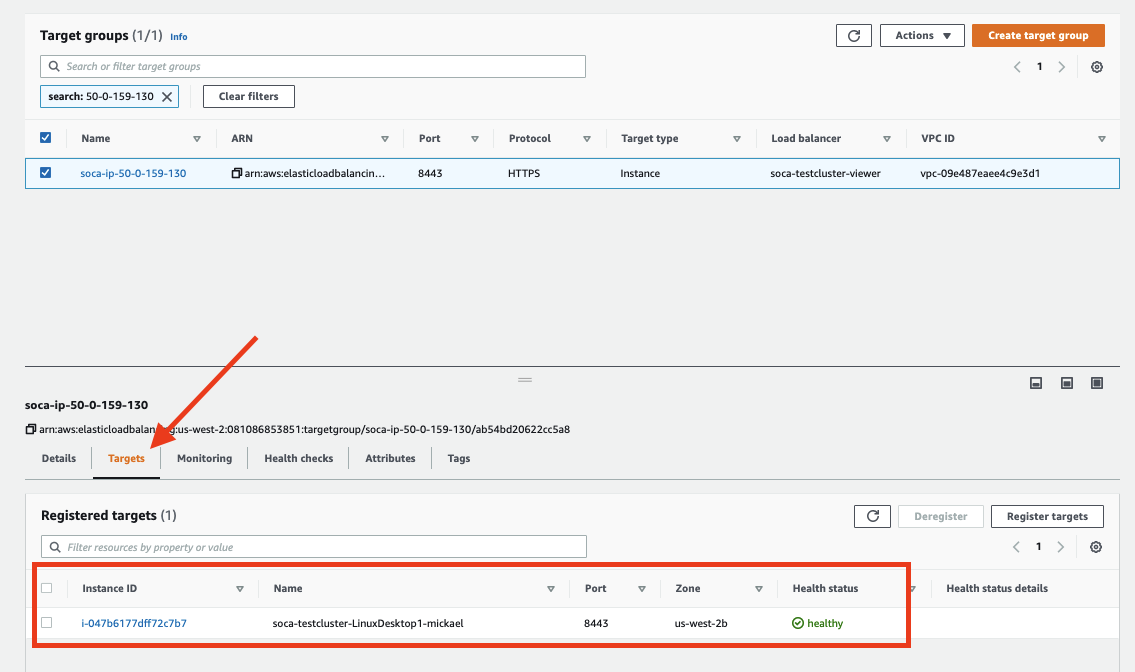 Target groups (1/1) Info
Actions
Create target group
Search or filter target groups
1
search: 50-0-159-130
Clear filters
Name ARN Port Protocol Target type Load balancer VPC ID
soca-ip-50-0-159-130 arn:aws:elasticloadbalancin... 8443 HTTPS Instance soca-testcluster-viewer vpc-09e487eaee4c9e3d1
soca-ip-50-0-159-130
arn:aws:elasticloadbalan g:us-west-2:081086853851:targetgroup/soca-ip-50-0-159-130/ab54bd20622cc5a8
Details Targets Monitoring Health checks Attributes Tags
Registered targets (1)
Deregister
Register targets
Filter resources by property or value
1
Instance ID Name Port Zone Health status Health status details
i-047b6177dff72c7b7 soca-testcluster-LinuxDesktop1-mickael 8443 us-west-2b healthy